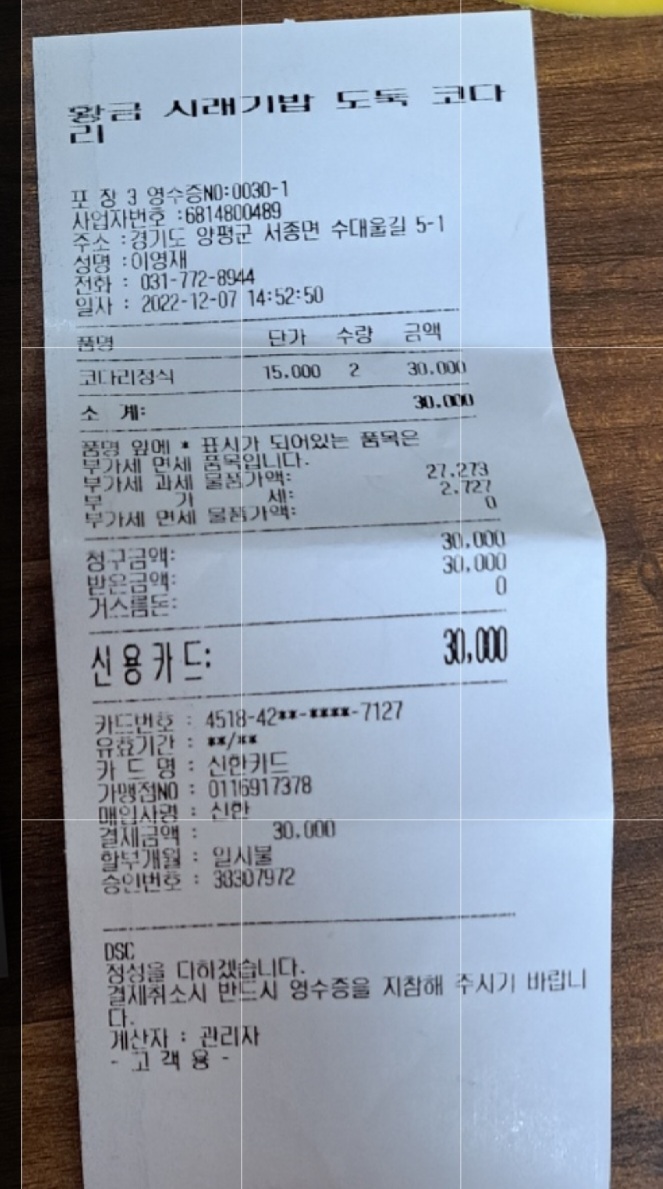 황금 시래기밥 도둑 코다
리
포 장 3 영수증NO:0030-1
사업자번호 :6814800489
주소 :경기도 양평군 서종면 수대울길 5-1
성명 :이영재
전화 : 031-772-8944
일자 : 2022-12-07 14:52:50
품명 단가 수량 금액
코다리정식 15.000 2 30.000
소 계: 30.000
품명 앞에 * 표시가 되어있는 품목은
부가세 면세 품목입니다.
부가세 과세 물품가액: 27.273
부 가 세: 2.727
부가세 면세 물품가액: 0
청구금액: 30,000
받은금액: 30,000
거스름돈: 0
신용카드: 30,000
카드번호 : 4518-42**-****-7127
유효기간 : **/**
카 드 명 : 신한카드
가맹점NO : 0116917378
매입사명 : 신한
결제금액 : 30.000
할부개월 : 일시불
승인번호 : 38307972
DSC
정성을 다하겠습니다.
결제취소시 반드시 영수증을 지참해 주시기 바랍니
다.
계산자 : 관리자
- 고 객 용 -